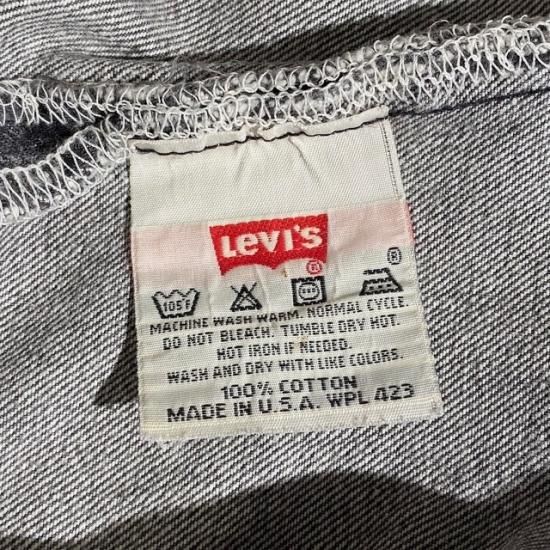 LEVI'S
®
®
105F
MACHINE WASH WARM. NORMAL CYCLE.
DO NOT BLEACH. TUMBLE DRY HOT.
HOT IRON IF NEEDED.
WASH AND DRY WITH LIKE COLORS.
100% COTTON
MADE IN U.S.A. WPL 423